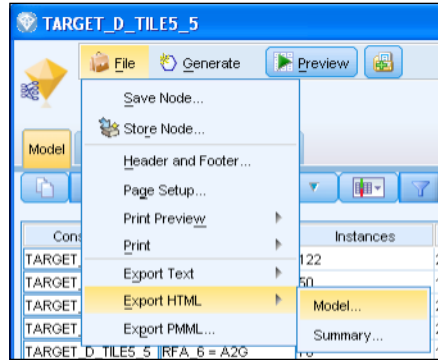 TARGET_D_TILE5_5
File Generate Preview
Save Node...
Store Node...
Model
Header and Footer...
Page Setup...
Print Preview
Cons Instances
Print
TARGET_ 122
Export Text
TARGET_ 50
Export HTML Model...
TARGET_
Export PMML... Summary...
TARGET_
TARGET_D_TILE5_5 RFA_6 = A2G